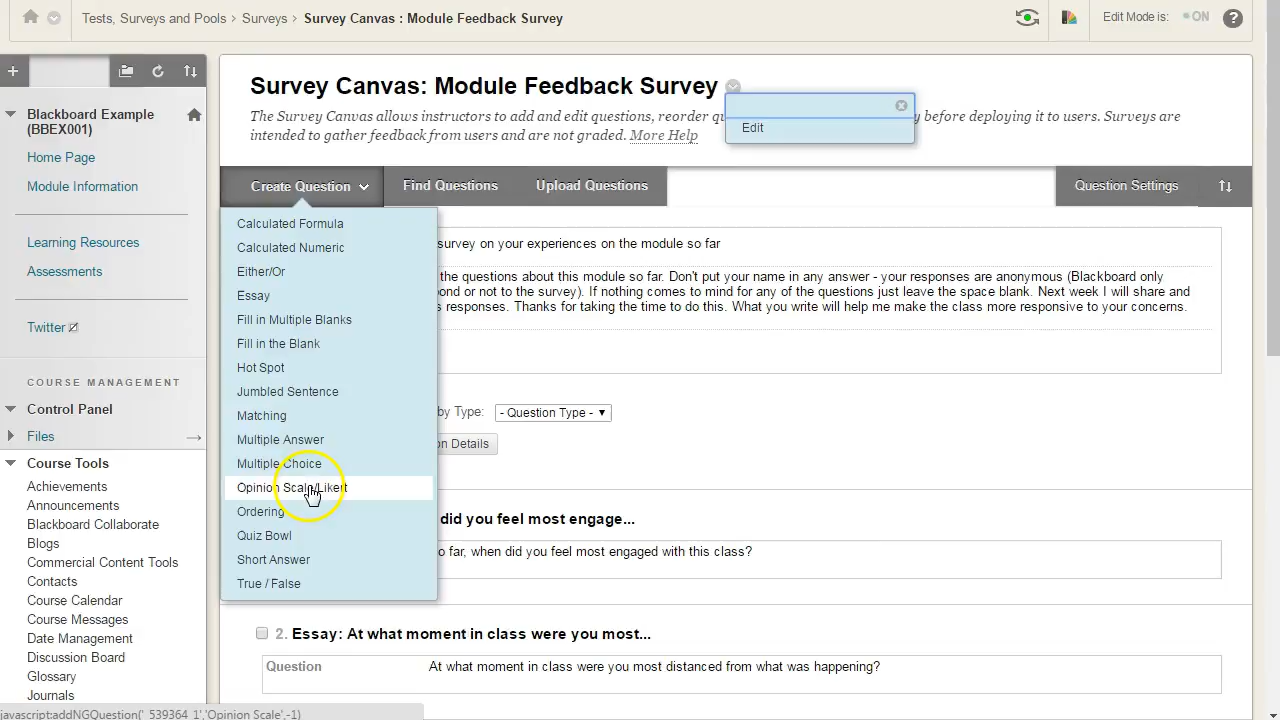 Tests, Surveys and Pools > Surveys > Survey Canvas : Module Feedback Survey
Edit Mode is: ON ?
Blackboard Example
(BBEX001)
Home Page
Module Information
Learning Resources
Assessments
Twitter
COURSE MANAGEMENT
Control Panel
Files
Course Tools
Achievements
Announcements
Blackboard Collaborate
Blogs
Commercial Content Tools
Contacts
Course Calendar
Course Messages
Date Management
Discussion Board
Glossary
Journals
Survey Canvas: Module Feedback Survey
Edit
The Survey Canvas allows instructors to add and edit questions, reorder y before deploying it to users. Surveys are
intended to gather feedback from users and are not graded. More Help
Create Question Find Questions Upload Questions Question Settings
Calculated Formula
Calculated Numeric
Either/Or
Essay
Fill in Multiple Blanks
Fill in the Blank
Hot Spot
Jumbled Sentence
Matching
Multiple Answer
Multiple Choice
Opinion Scale/Likert
Ordering
Quiz Bowl
Short Answer
True / False
survey on your experiences on the module so far
the questions about this module so far. Don't put your name in any answer - your responses are anonymous (Blackboard only
ond or not to the survey). If nothing comes to mind for any of the questions just leave the space blank. Next week I will share and
s responses. Thanks for taking the time to do this. What you write will help me make the class more responsive to your concerns.
by Type: - Question Type -
on Details
did you feel most engage...
o far, when did you feel most engaged with this class?
2. Essay: At what moment in class were you most...
Question At what moment in class were you most distanced from what was happening?
javascript:addNGQuestion('_539364_1','Opinion Scale',-1)